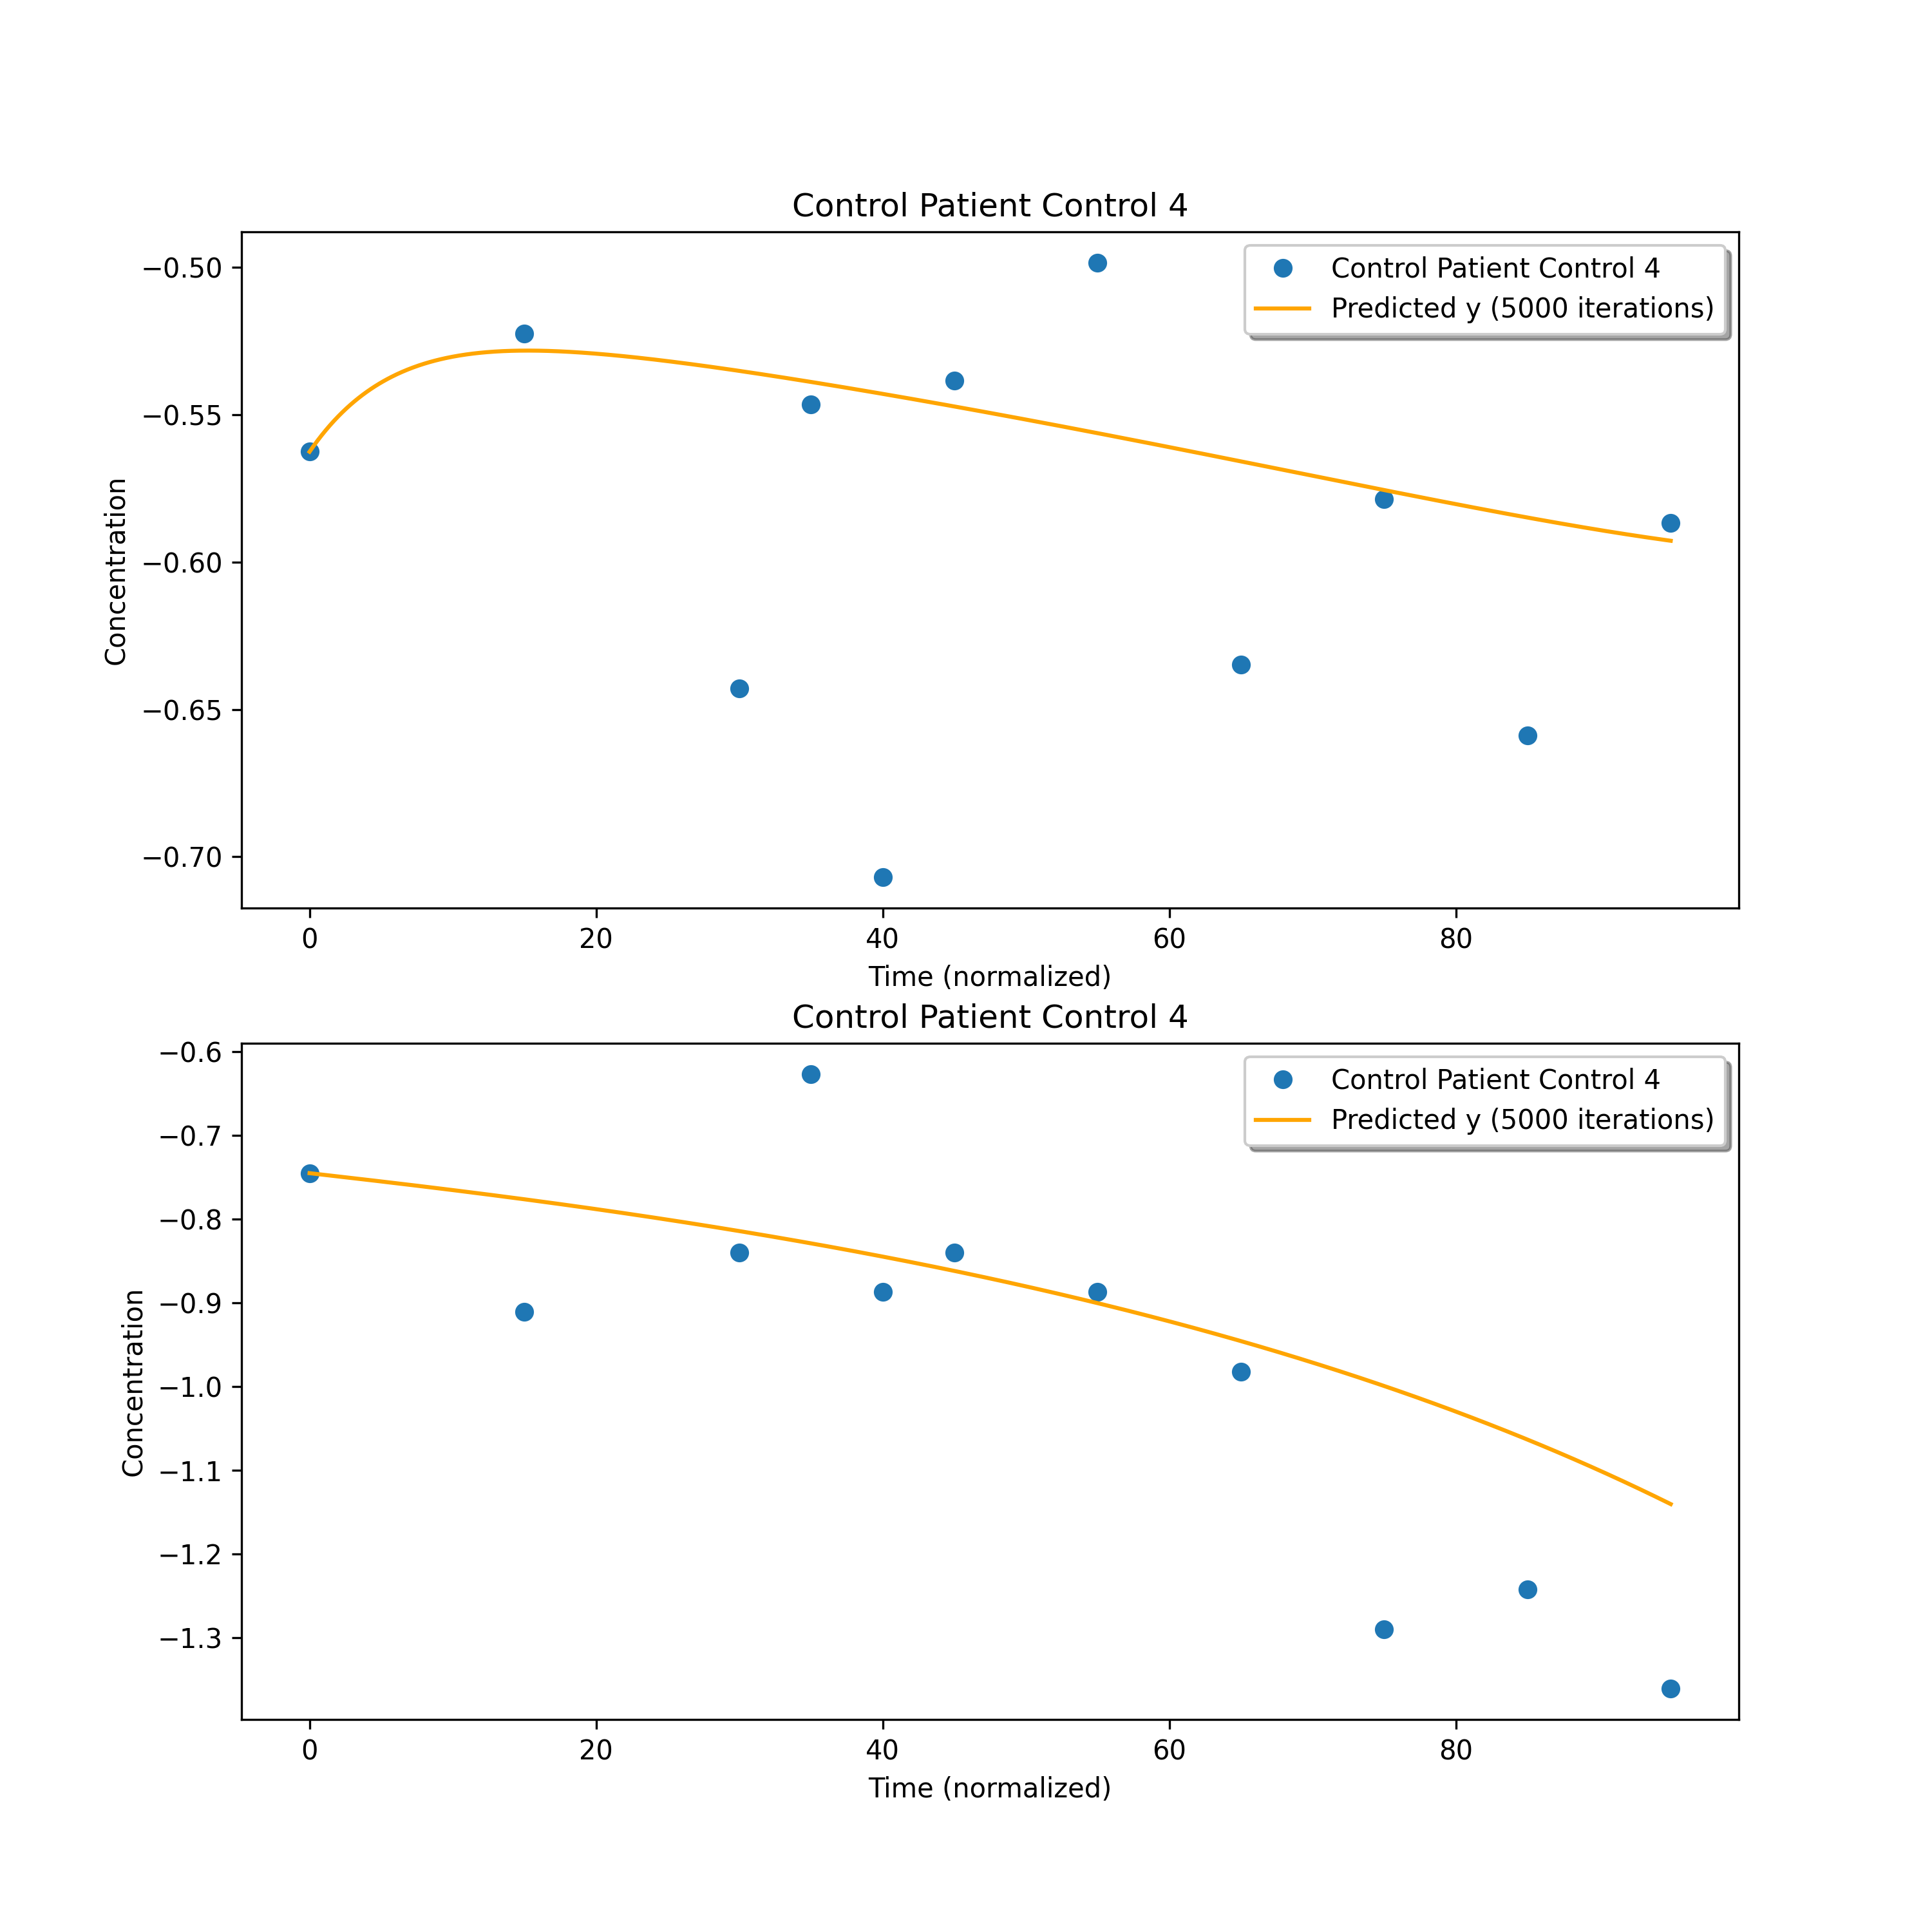 Control Patient Control 4
Control Patient Control 4
Predicted y (5000 iterations)
−0.50
−0.55
−0.60
−0.65
−0.70
Concentration
0 20 40 60 80
Time (normalized)
Control Patient Control 4
Control Patient Control 4
Predicted y (5000 iterations)
−0.6
−0.7
−0.8
−0.9
−1.0
−1.1
−1.2
−1.3
Concentration
0 20 40 60 80
Time (normalized)